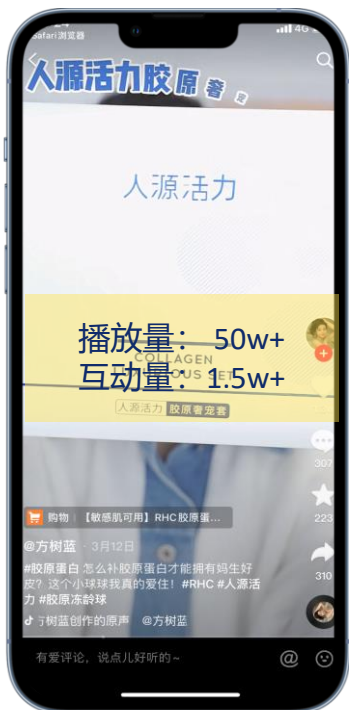 Safari浏览器
4G
人源活力胶原奢宠
人源活力
播放量： 50w+
COLLAGEN
互动量：1.5w+
人源活力 胶原奢宠套
307
购物 | 【敏感肌可用】RHC胶原蛋...
223
@方树蓝 · 3月12日
#胶原蛋白 怎么补胶原蛋白才能拥有妈生好
皮？这个小球球我真的爱住！#RHC #人源活
力 #胶原冻龄球
310
方树蓝创作的原声 @方树蓝
有爱评论，说点儿好听的~